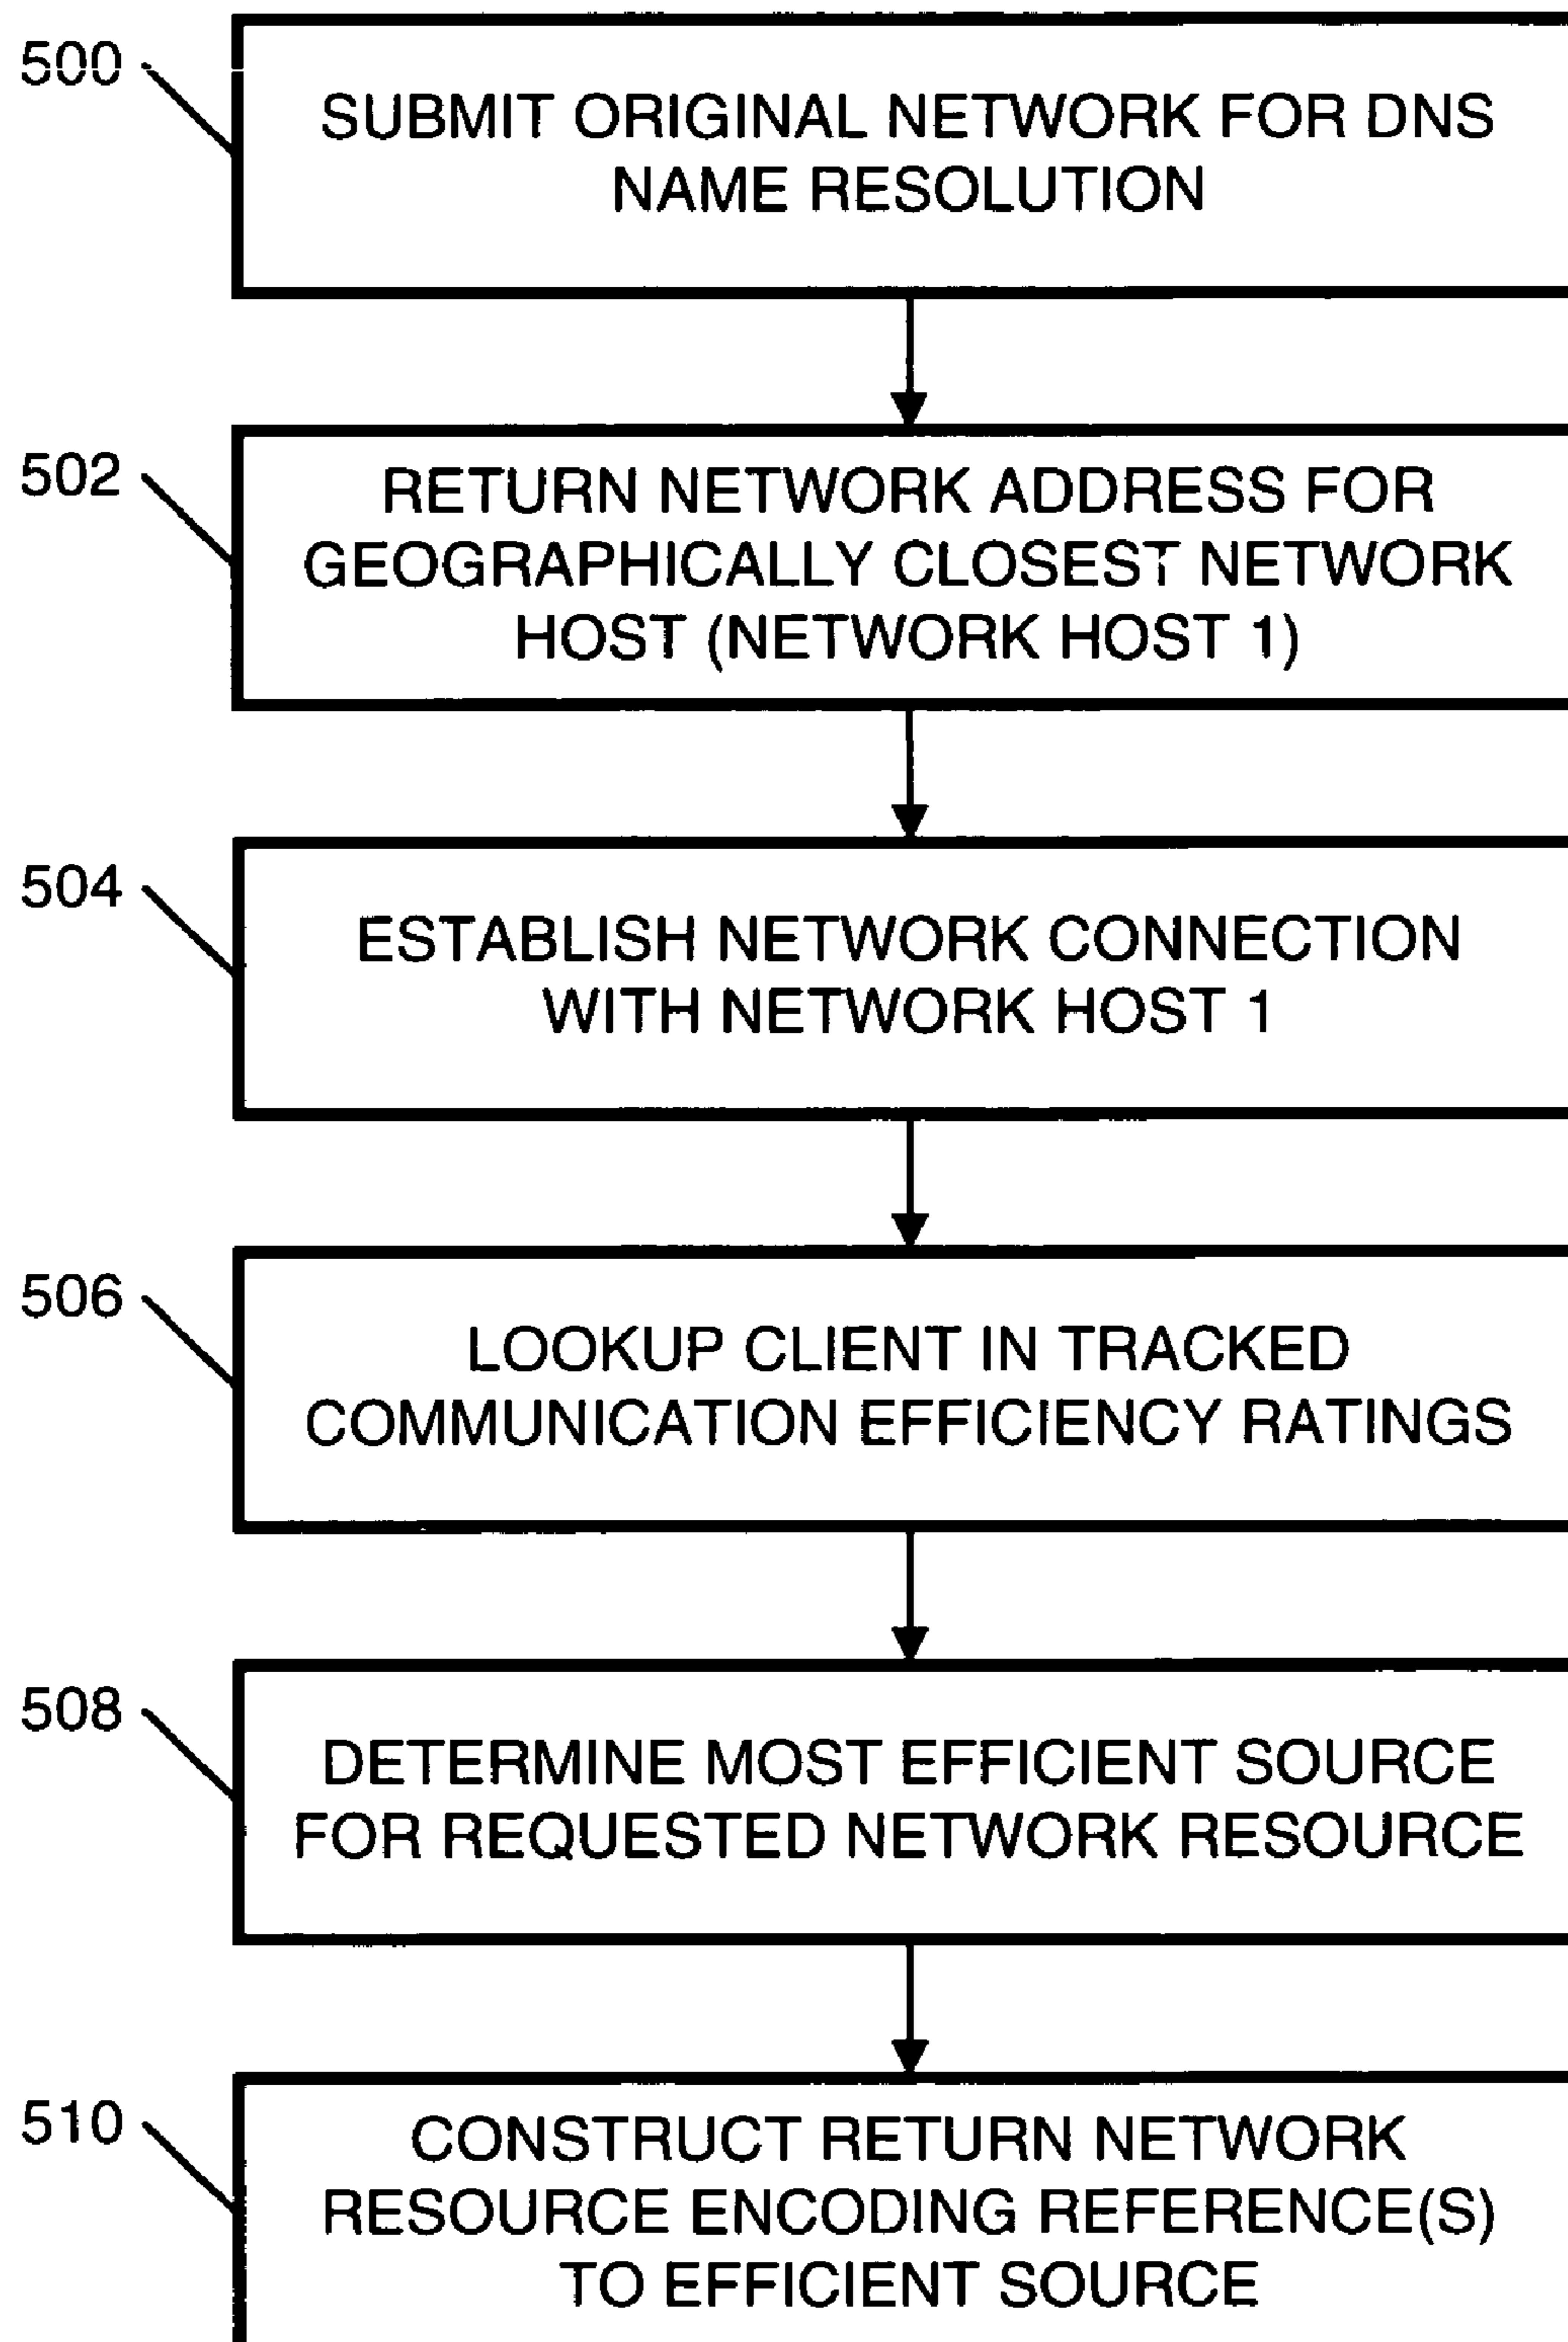 500
SUBMIT ORIGINAL NETWORK FOR DNS
NAME RESOLUTION
502
RETURN NETWORK ADDRESS FOR
GEOGRAPHICALLY CLOSEST NETWORK
HOST (NETWORK HOST 1)
504
ESTABLISH NETWORK CONNECTION
WITH NETWORK HOST 1
506
LOOKUP CLIENT IN TRACKED
COMMUNICATION EFFICIENCY RATINGS
508
DETERMINE MOST EFFICIENT SOURCE
FOR REQUESTED NETWORK RESOURCE
510
CONSTRUCT RETURN NETWORK
RESOURCE ENCODING REFERENCE(S)
TO EFFICIENT SOURCE